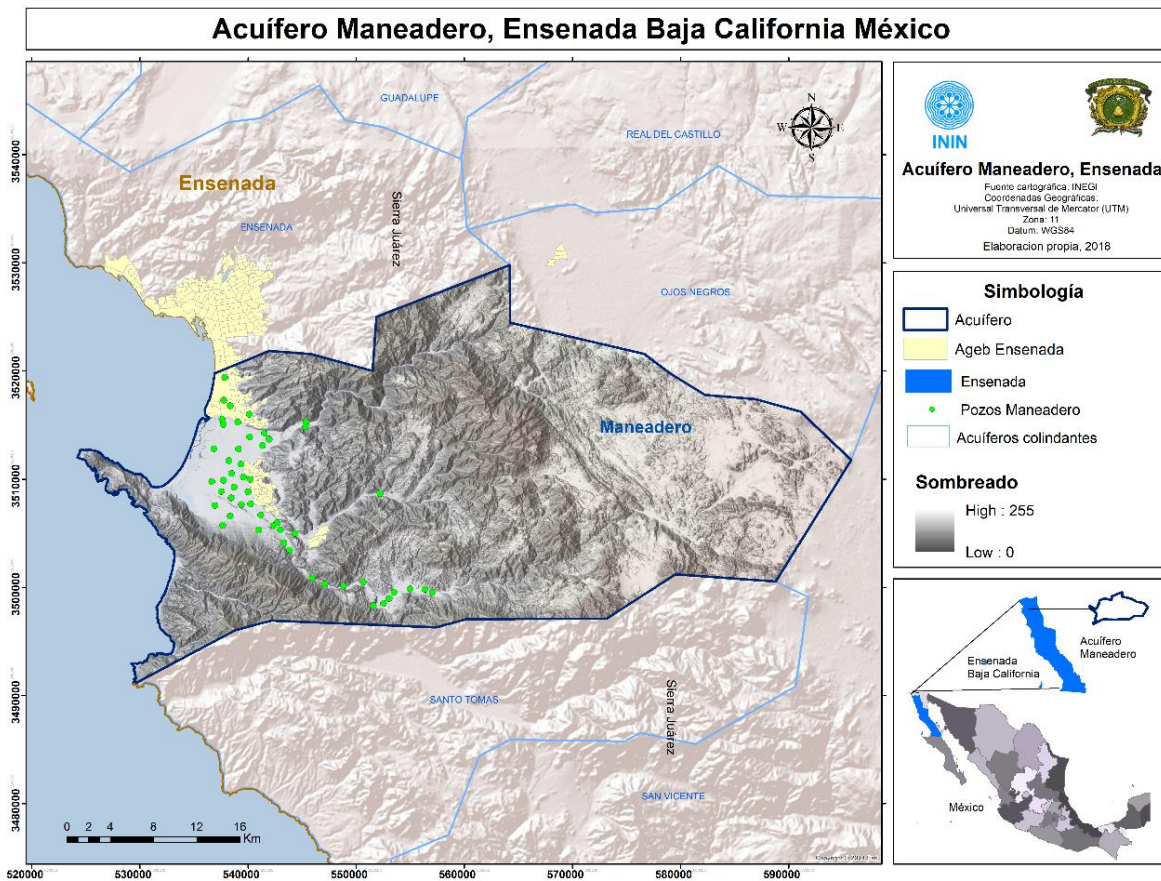 Acuífero Maneadero, Ensenada Baja California México
GUADALUPE
REAL DEL CASTILLO
N
W E
S
Ensenada
ENSENADA
Sierra Juárez
OJOS NEGROS
Maneadero
SANTO TOMAS
Sierra Juárez
SAN VICENTE
0 2 4 8 12 16
Km
3540000
3530000
3520000
3510000
3500000
3490000
3480000
520000 530000 540000 550000 560000 570000 580000 590000
ININ
Acuífero Maneadero, Ensenada
Fuente cartográfica: INEGI
Coordenadas Geográficas:
Universal Transversal de Mercator (UTM)
Zona: 11
Datum: WGS84
Elaboracion propia, 2018
Simbología
Acuífero
Ageb Ensenada
Ensenada
Pozos Maneadero
Acuíferos colindantes
Sombreado
High : 255
Low : 0
Acuífero
Maneadero
Ensenada
Baja California
México